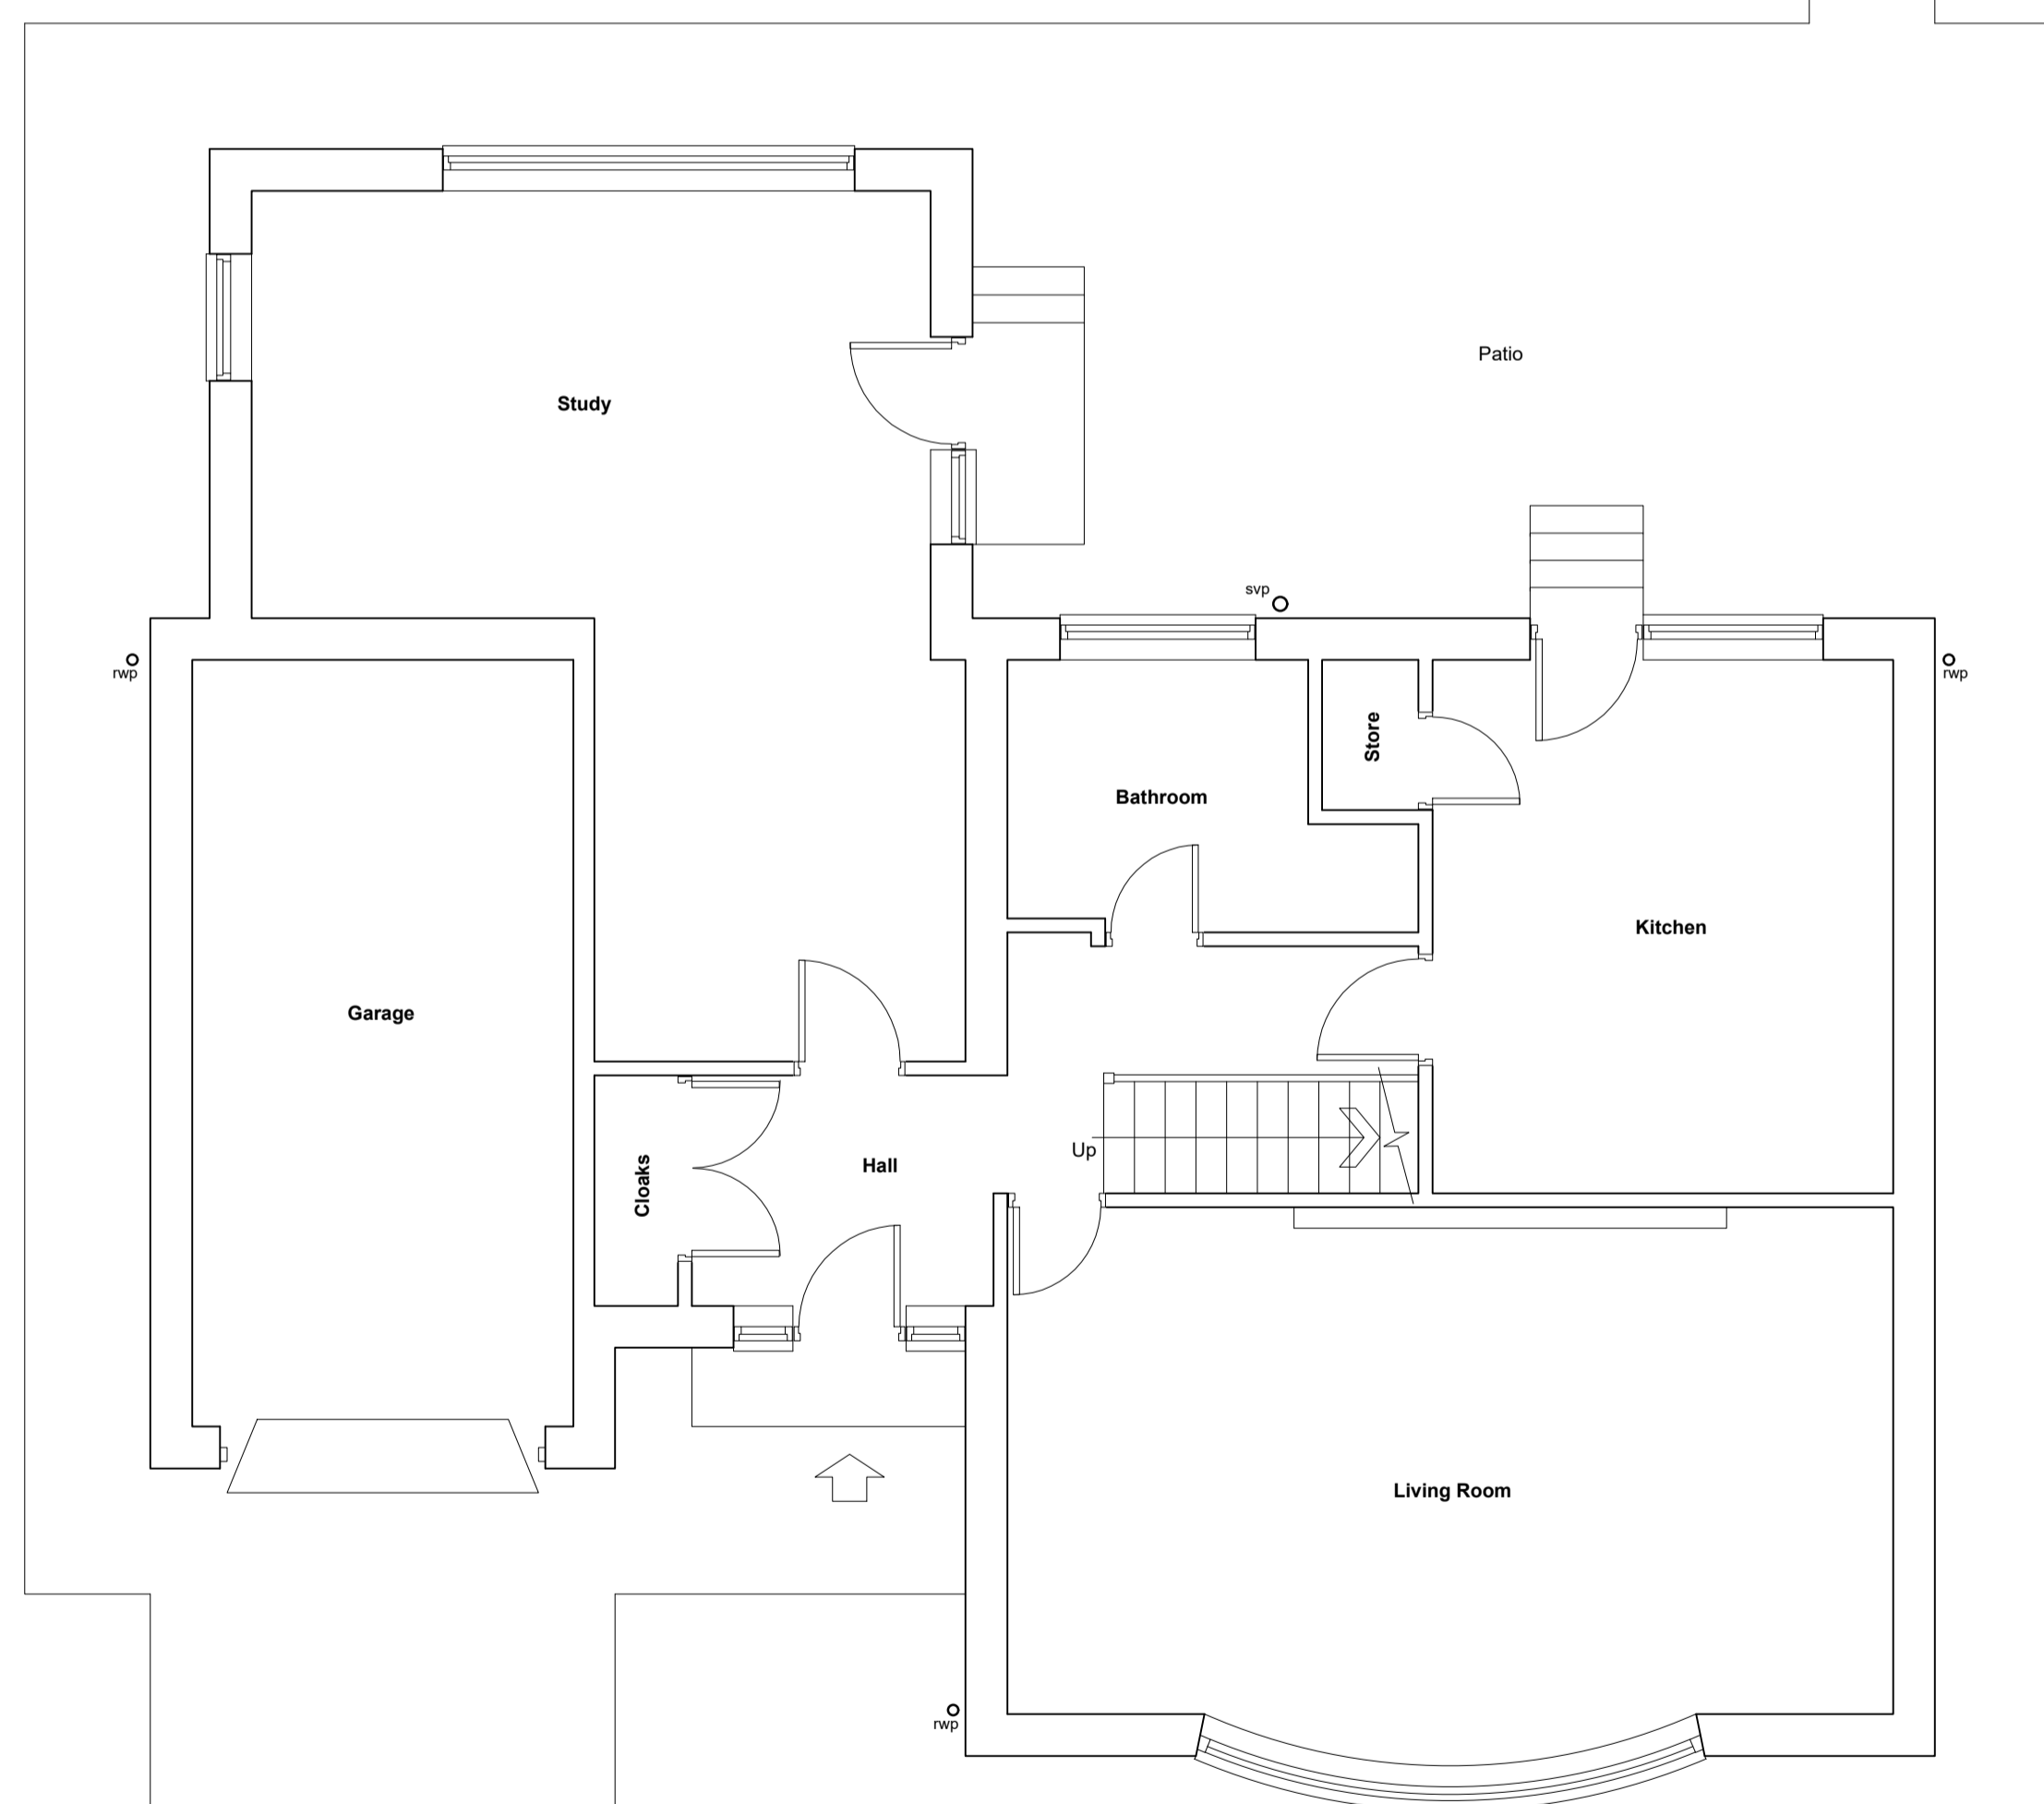 Patio
Study
svp
rwp
rwp
Store
Bathroom
Kitchen
Garage
Up
Hall
Cloaks
Living Room
rwp